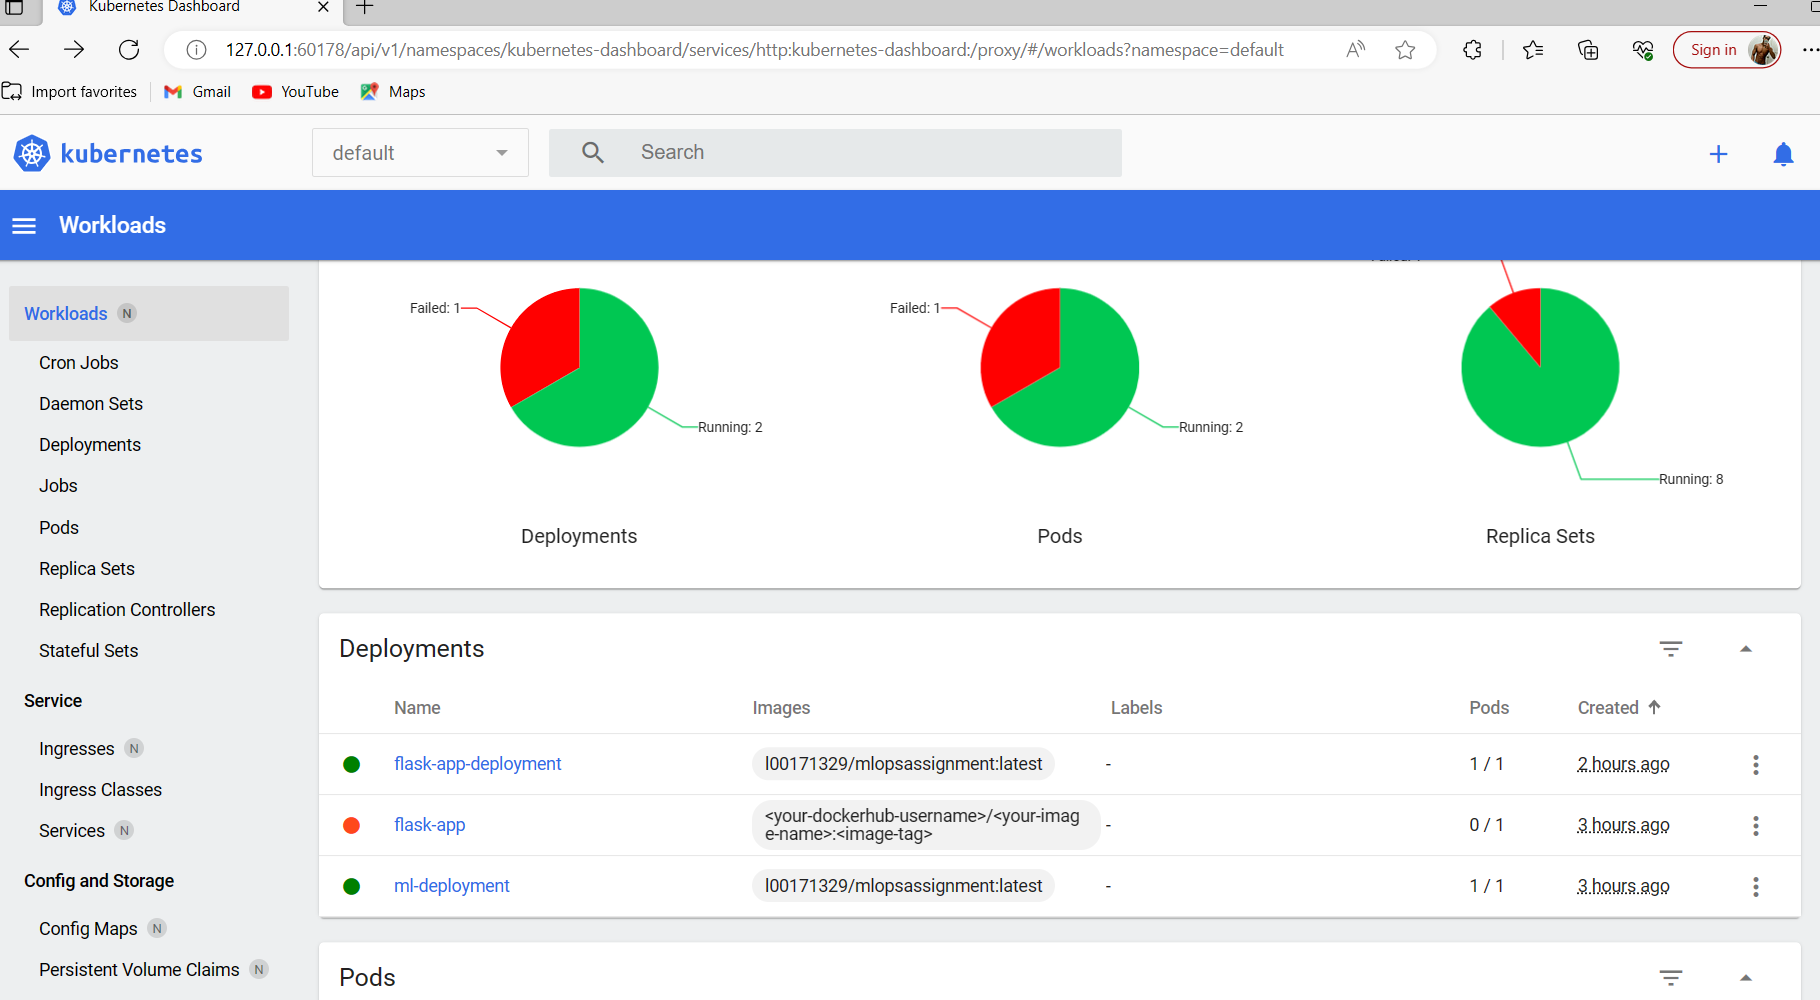 Kubernetes Dashboard
127.0.0.1:60178/api/v1/namespaces/kubernetes-dashboard/services/http:kubernetes-dashboard:/proxy/#/workloads?namespace=default
Sign in
Import favorites
Gmail
YouTube
Maps
kubernetes
default
Search
Workloads
Workloads N
Cron Jobs
Daemon Sets
Deployments
Jobs
Pods
Replica Sets
Replication Controllers
Stateful Sets
Service
Ingresses N
Ingress Classes
Services N
Config and Storage
Config Maps N
Persistent Volume Claims N
Failed: 1
Running: 2
Deployments
Failed: 1
Running: 2
Pods
Running: 8
Replica Sets
Deployments
Name Images Labels Pods Created
flask-app-deployment l00171329/mlopsassignment:latest - 1 / 1 2 hours ago
flask-app <your-dockerhub-username>/<your-imag
e-name>:<image-tag> - 0 / 1 3 hours ago
ml-deployment l00171329/mlopsassignment:latest - 1 / 1 3 hours ago
Pods